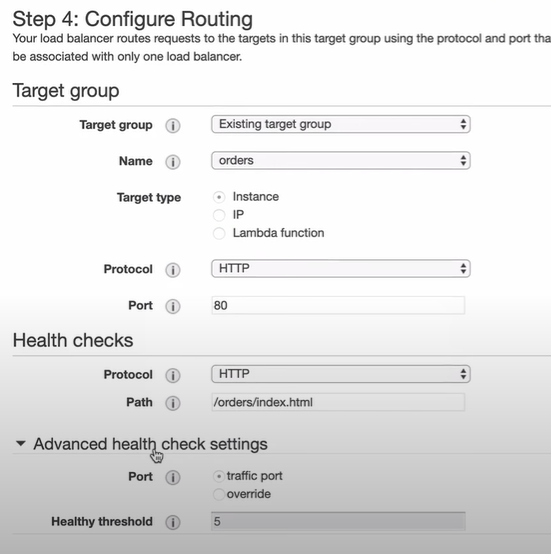 Step 4: Configure Routing
Your load balancer routes requests to the targets in this target group using the protocol and port tha
be associated with only one load balancer.
Target group
Target group i Existing target group
Name i orders
Target type Instance
IP
Lambda function
Protocol i HTTP
Port i 80
Health checks
Protocol i HTTP
Path i /orders/index.html
Advanced health check settings
Port i traffic port
override
Healthy threshold i 5